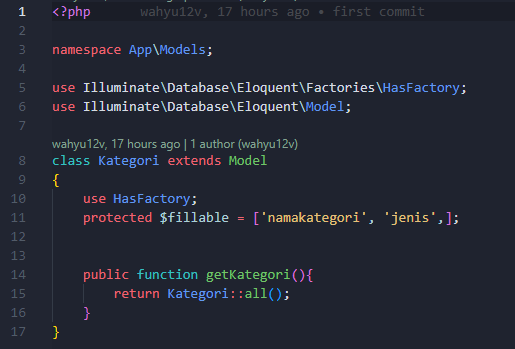 1 <?php wahyu12v, 17 hours ago • first commit
2
3 namespace App\Models;
4
5 use Illuminate\Database\Eloquent\Factories\HasFactory;
6 use Illuminate\Database\Eloquent\Model;
7
wahyu12v, 17 hours ago | 1 author (wahyu12v)
8 class Kategori extends Model
9 {
10 use HasFactory;
11 protected $fillable = ['namakategori', 'jenis',];
12
13
14 public function getKategori(){
15 return Kategori::all();
16 }
17 }